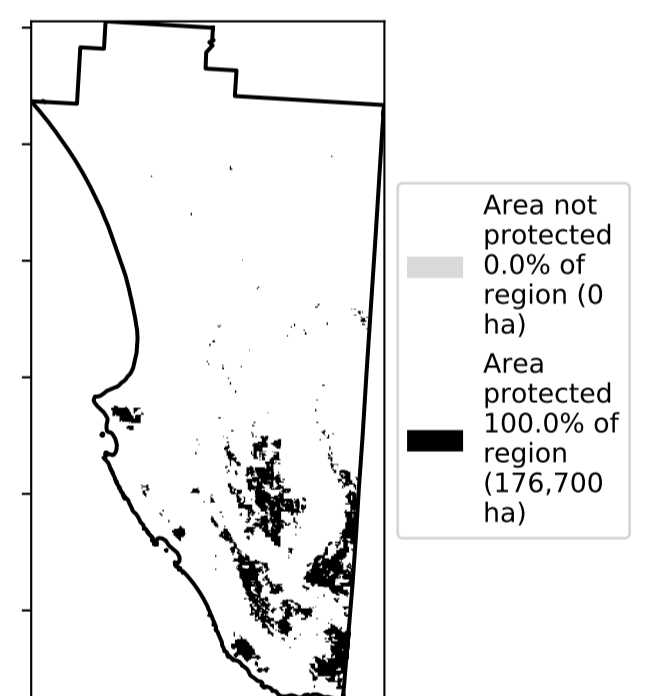 Area not
protected
0.0% of
region (0
ha)
Area
protected
100.0% of
region
(176,700
ha)